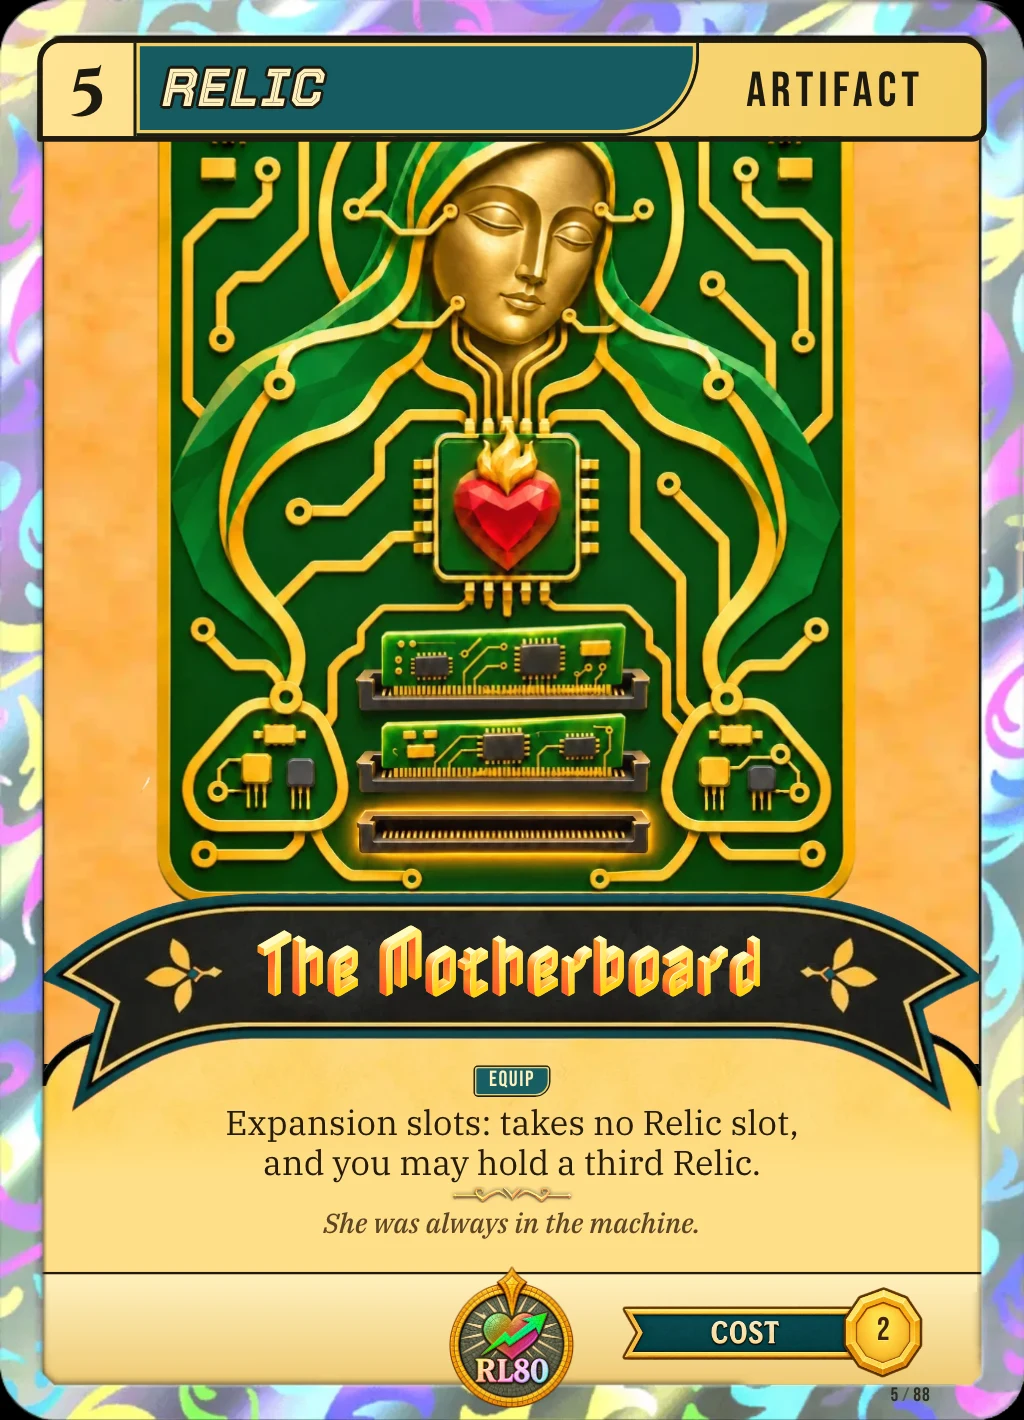 5 RELIC ARTIFACT
The Motherboard
EQUIP
Expansion slots: takes no Relic slot,
and you may hold a third Relic.
She was always in the machine.
RL80
COST 2
5 / 88